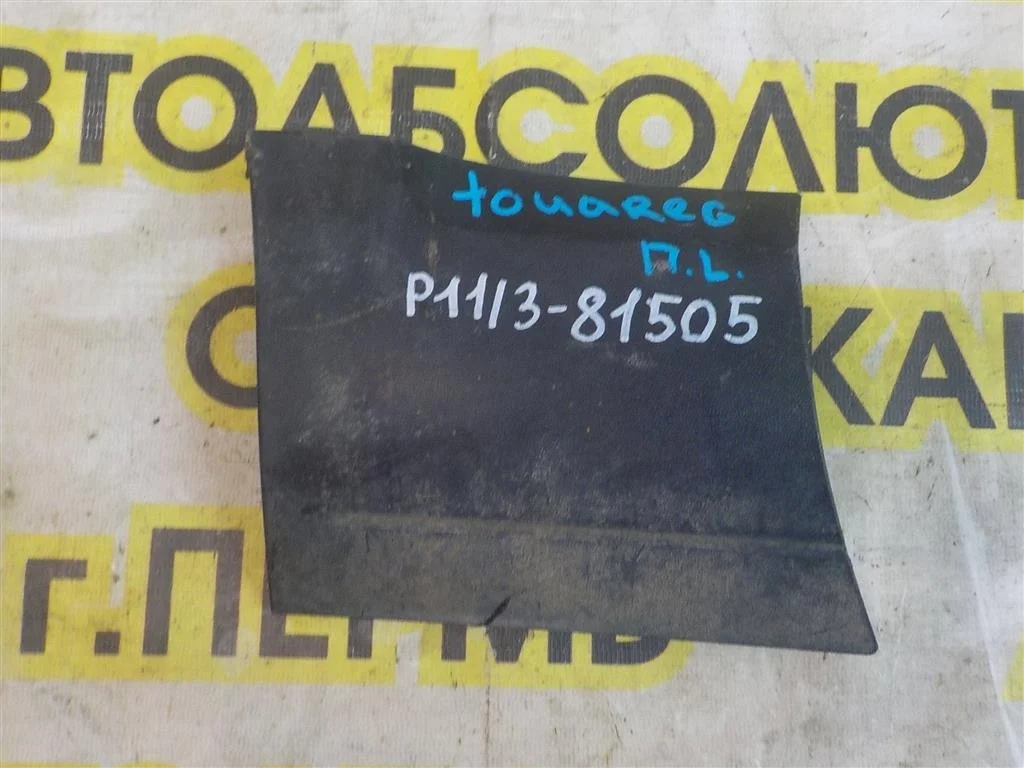 ВТОАБСОЛЮТ
touareg
П.L.
P11/3-81505
г.ПЕРМЬ